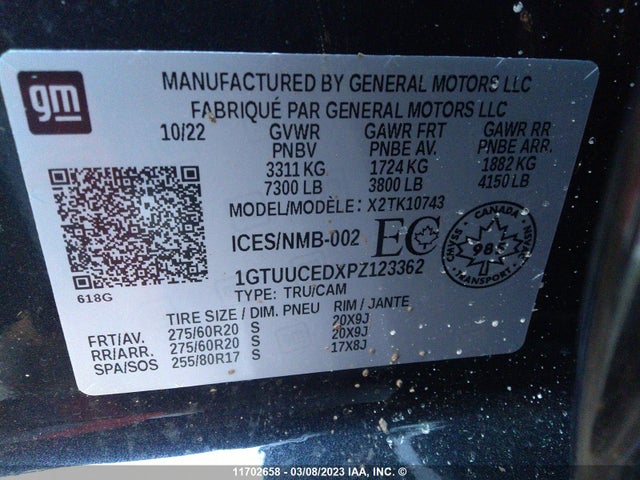 gm
MANUFACTURED BY GENERAL MOTORS LLC
FABRIQUÉ PAR GENERAL MOTORS LLC
10/22 GVWR GAWR FRT GAWR RR
PNBV PNBE AV. PNBE ARR.
3311 KG 1724 KG 1882 KG
7300 LB 3800 LB 4150 LB
MODEL/MODÈLE: X2TK10743
ICES/NMB-002 EC
CANADA
983
CMVSS NSVAC
1GTUUCEDXPZ123362
618G
TYPE: TRU/CAM
TIRE SIZE / DIM. PNEU RIM / JANTE
FRT/AV. 275/60R20 S 20X9J
RR/ARR. 275/60R20 S 20X9J
SPA/SOS 255/80R17 S 17X8J
11702658 - 03/08/2023 IAA, INC. ©